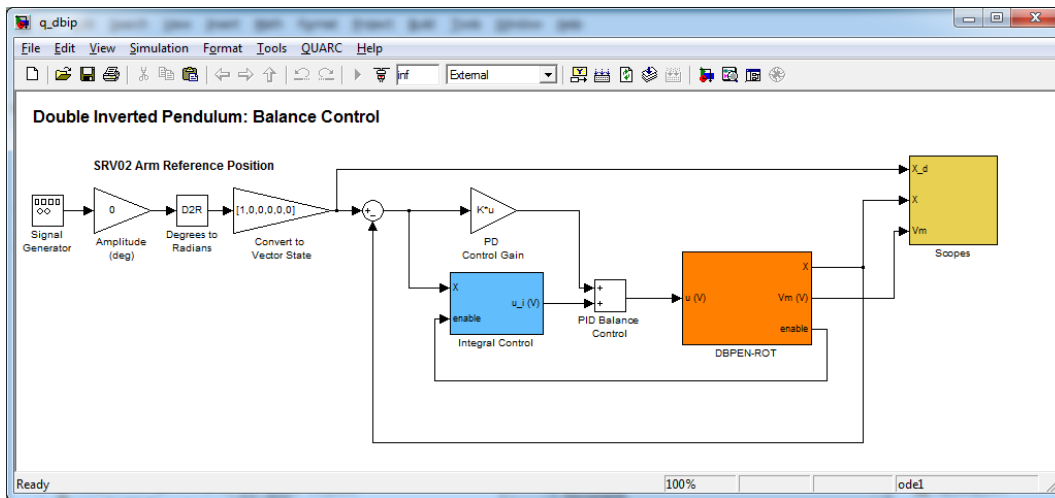 q_dbip
File Edit View Simulation Format Tools QUARC Help
inf External
Double Inverted Pendulum: Balance Control
SRV02 Arm Reference Position
Signal
Generator
0
Amplitude
(deg)
D2R
Degrees to
Radians
[1,0,0,0,0,0]
Convert to
Vector State
+
-
K*u
PD
Control Gain
X
enable
u_i (V)
Integral Control
+
+
PID Balance
Control
u (V)
X
Vm (V)
enable
DBPEN-ROT
X_d
X
Vm
Scopes
Ready 100% ode1